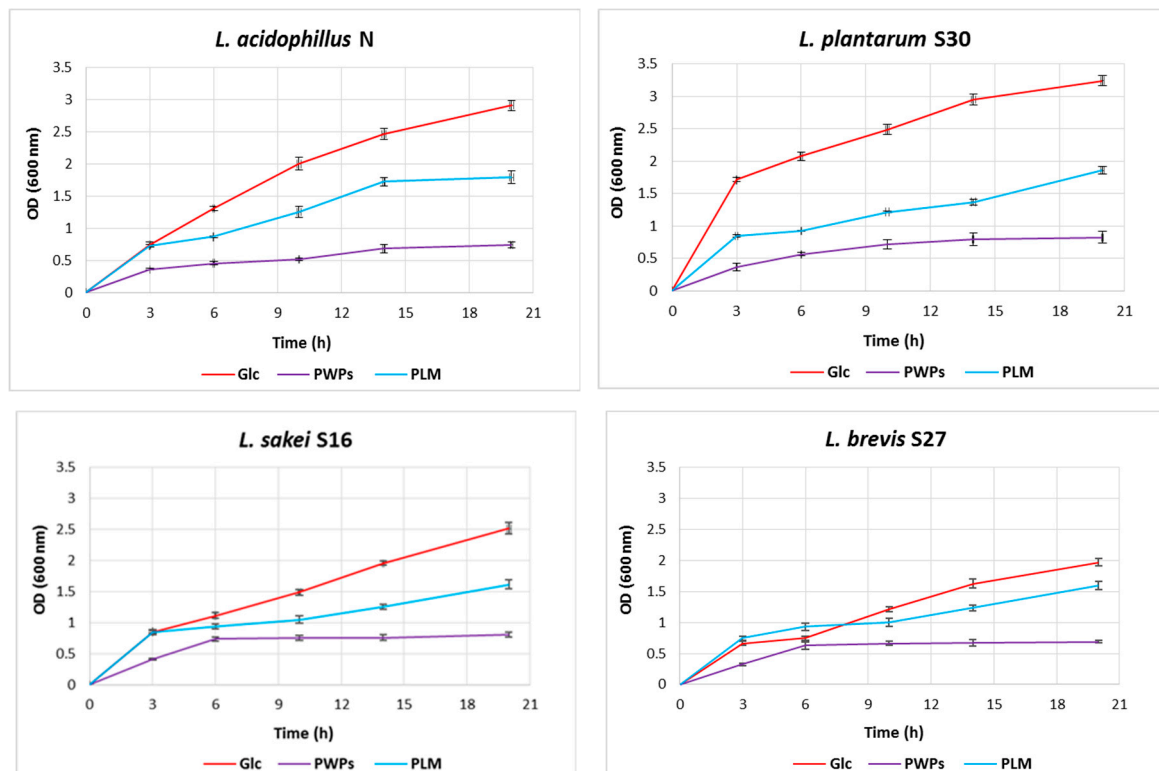 L. acidophillus N
3.5
3
2.5
2
1.5
1
0.5
0
OD (600 nm)
0 3 6 9 12 15 18 21
Time (h)
Glc PWPs PLM
L. plantarum S30
3.5
3
2.5
2
1.5
1
0.5
0
OD (600 nm)
0 3 6 9 12 15 18 21
Time (h)
Glc PWPs PLM
L. sakei S16
3.5
3
2.5
2
1.5
1
0.5
0
OD (600 nm)
0 3 6 9 12 15 18 21
Time (h)
Glc PWPs PLM
L. brevis S27
3.5
3
2.5
2
1.5
1
0.5
0
OD (600 nm)
0 3 6 9 12 15 18 21
Time (h)
Glc PWPs PLM